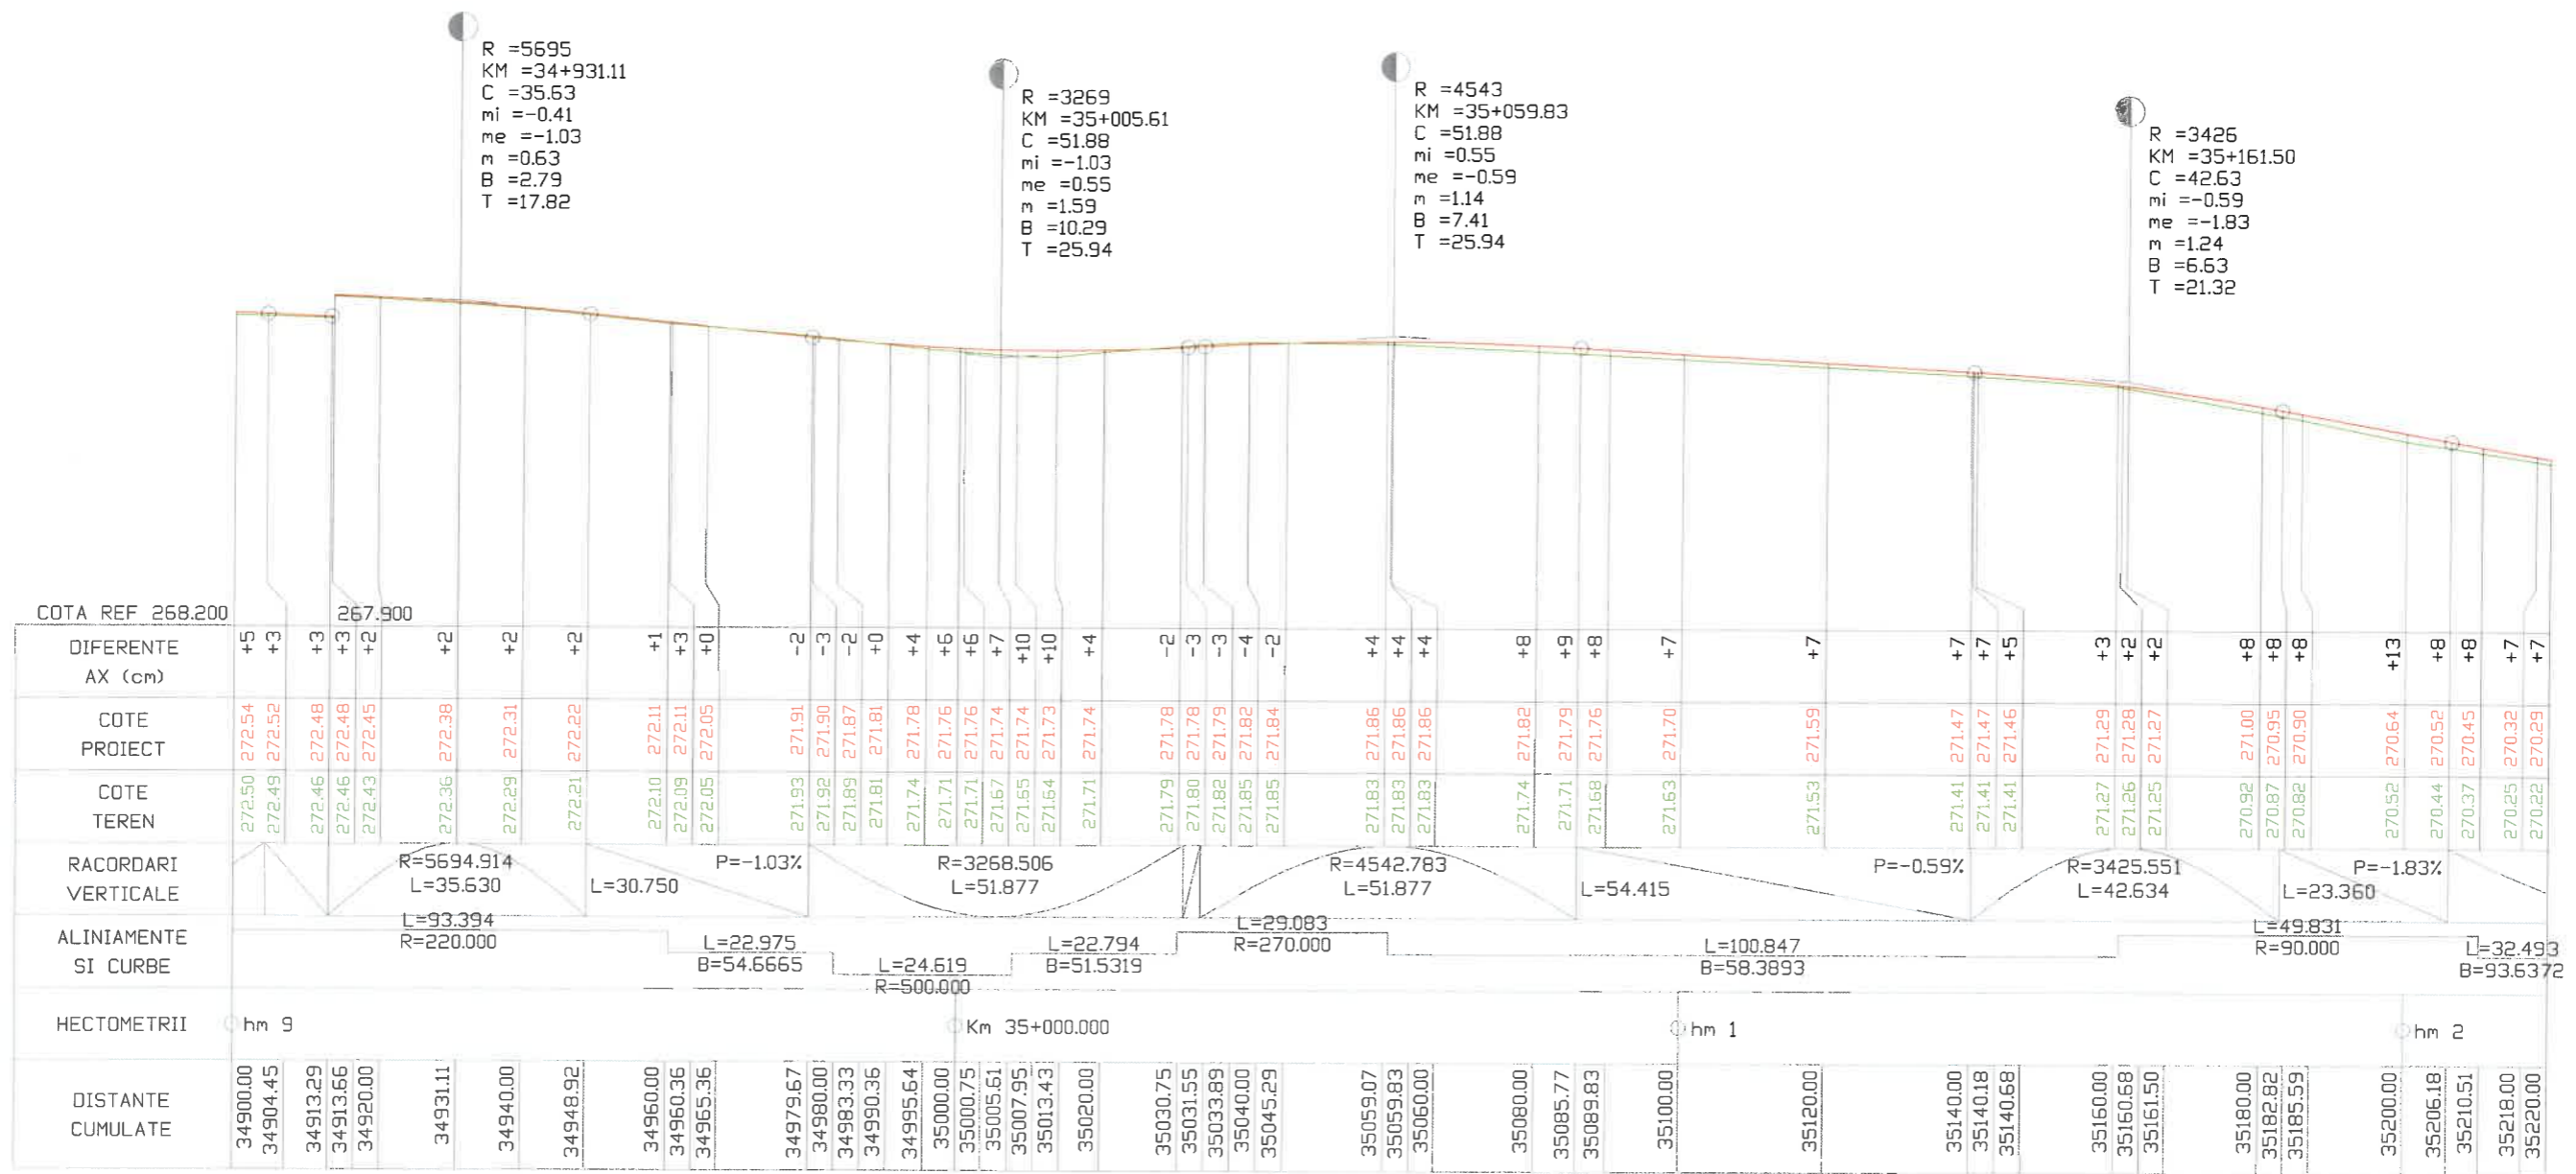 R =5695
KM =34+931.11
C =35.63
mi =-0.41
me =-1.03
m =0.63
B =2.79
T =17.82
R =3269
KM =35+005.61
C =51.88
mi =-1.03
me =0.55
m =1.59
B =10.29
T =25.94
R =4543
KM =35+059.83
C =51.88
mi =0.55
me =-0.59
m =1.14
B =7.41
T =25.94
R =3426
KM =35+161.50
C =42.63
mi =-0.59
me =-1.83
m =1.24
B =6.63
T =21.32
COTA REF 268.200 267.900
DIFERENTE
AX (cm)
+5 +3 +3 +3 +2 +2 +2 +2 +1 +3 +0 -2 -3 -2 +0 +4 +6 +6 +7 +10 +10 +4 -2 -3 -3 -4 -2 +4 +4 +4 +8 +9 +8 +7 +7 +7 +7 +5 +3 +2 +2 +8 +8 +8 +13 +8 +8 +7 +7
COTE
PROIECT
272.54 272.52 272.48 272.48 272.45 272.38 272.31 272.22 272.11 272.11 272.05 271.91 271.90 271.87 271.81 271.78 271.76 271.76 271.74 271.74 271.73 271.74 271.78 271.78 271.79 271.82 271.84 271.86 271.86 271.86 271.82 271.79 271.76 271.70 271.59 271.47 271.47 271.46 271.29 271.28 271.27 271.00 270.95 270.90 270.64 270.52 270.45 270.32 270.29
COTE
TEREN
272.50 272.49 272.46 272.46 272.43 272.36 272.29 272.21 272.10 272.09 272.05 271.93 271.92 271.89 271.81 271.74 271.71 271.71 271.67 271.65 271.64 271.71 271.79 271.80 271.82 271.85 271.85 271.83 271.83 271.83 271.74 271.71 271.68 271.63 271.53 271.41 271.41 271.41 271.27 271.26 271.25 270.92 270.87 270.82 270.52 270.44 270.37 270.25 270.22
RACORDARI
VERTICALE
R=5694.914 P=-1.03% R=3268.506 R=4542.783 P=-0.59% R=3425.551 P=-1.83%
L=35.630 L=30.750 L=51.877 L=51.877 L=54.415 L=42.634 L=23.360
ALINIAMENTE
SI CURBE
L=93.394
R=220.000
L=22.975
B=54.6665
L=24.619
R=500.000
L=22.794
B=51.5319
L=29.083
R=270.000
L=100.847
B=58.3893
L=49.831
R=90.000
L=32.493
B=93.6372
HECTOMETRII hm 9 Km 35+000.000 hm 1 hm 2
DISTANTE
CUMULATE
34900.00 34904.45 34913.29 34913.66 34920.00 34931.11 34940.00 34948.92 34960.00 34960.36 34965.36 34979.67 34980.00 34983.33 34990.36 34995.64 35000.00 35000.75 35005.61 35007.95 35013.43 35020.00 35030.75 35031.55 35033.89 35040.00 35045.29 35059.07 35059.83 35060.00 35080.00 35085.77 35089.83 35100.00 35120.00 35140.00 35140.18 35140.68 35160.00 35160.68 35161.50 35180.00 35182.82 35185.59 35200.00 35206.18 35210.51 35218.00 35220.00